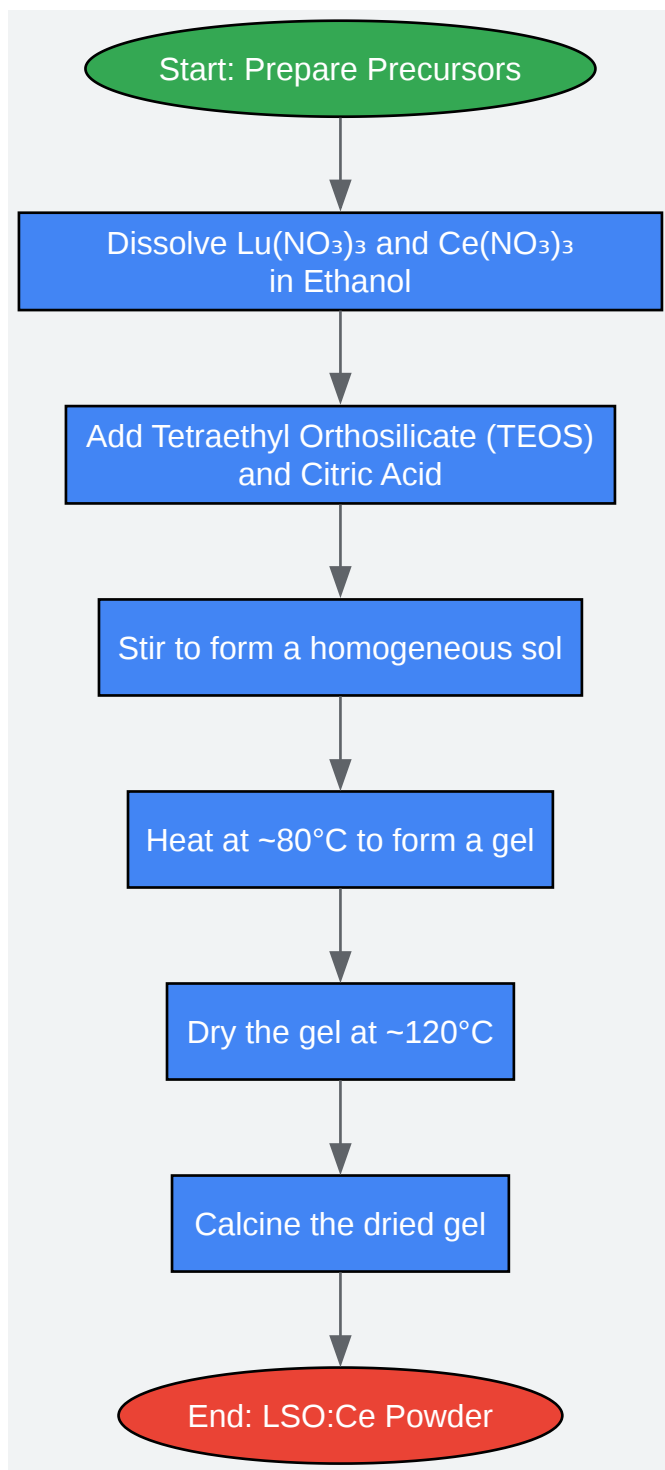 Start: Prepare Precursors
Dissolve Lu(NO₃)₃ and Ce(NO₃)₃
in Ethanol
Add Tetraethyl Orthosilicate (TEOS)
and Citric Acid
Stir to form a homogeneous sol
Heat at ~80°C to form a gel
Dry the gel at ~120°C
Calcine the dried gel
End: LSO:Ce Powder